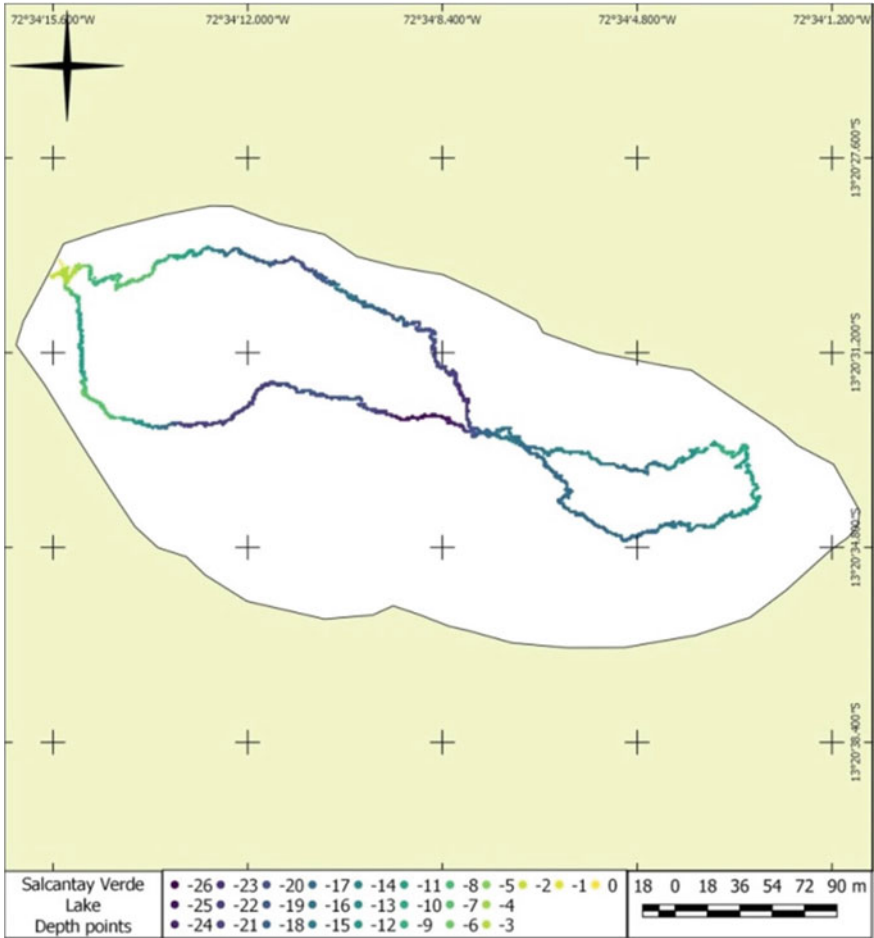 72°34'15.600"W 72°34'12.000"W 72°34'8.400"W 72°34'4.800"W 72°34'1.200"W
13°20'27.600"S
13°20'31.200"S
13°20'34.800"S
13°20'38.400"S
Salcantay Verde
Lake
Depth points
-26 -23 -20 -17 -14 -11 -8 -5 -2 -1 0
-25 -22 -19 -16 -13 -10 -7 -4
-24 -21 -18 -15 -12 -9 -6 -3
18 0 18 36 54 72 90 m